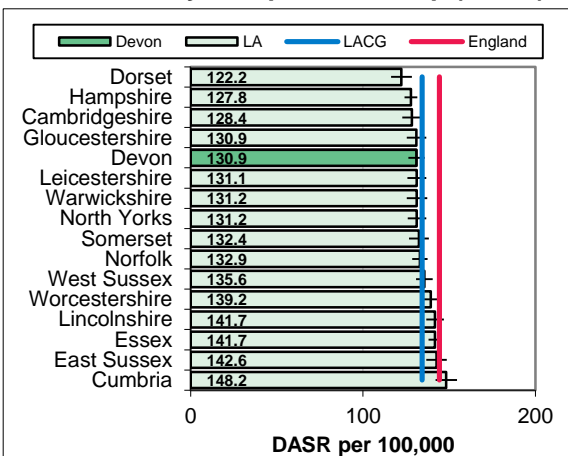 Devon LA LACG England
Dorset 122.2
Hampshire 127.8
Cambridgeshire 128.4
Gloucestershire 130.9
Devon 130.9
Leicestershire 131.1
Warwickshire 131.2
North Yorks 131.2
Somerset 132.4
Norfolk 132.9
West Sussex 135.6
Worcestershire 139.2
Lincolnshire 141.7
Essex 141.7
East Sussex 142.6
Cumbria 148.2
0 100 200
DASR per 100,000